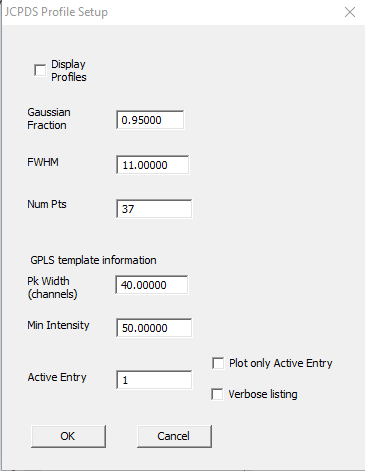 JCPDS Profile Setup
Display
Profiles
Gaussian
Fraction
0.95000
FWHM
11.00000
Num Pts
37
GPLS template information
Pk Width
(channels)
40.00000
Min Intensity
50.00000
Plot only Active Entry
Active Entry
1
Verbose listing
OK
Cancel